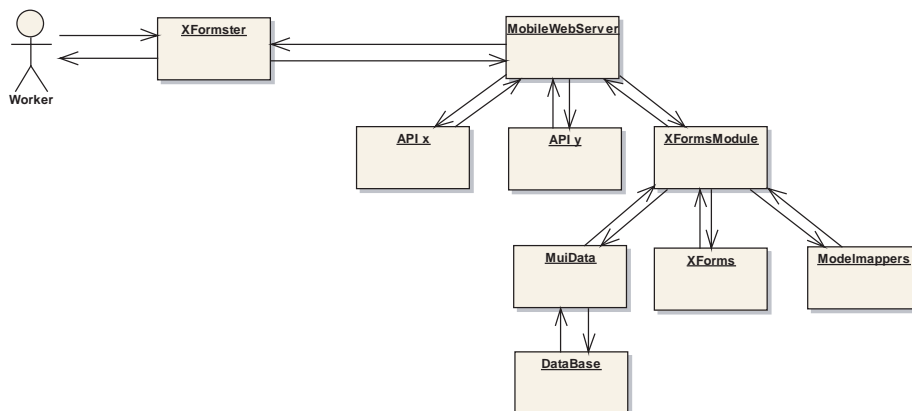 XFormster
MobileWebServer
Worker
API x
API y
XFormsModule
MuiData
XForms
Modelmappers
DataBase